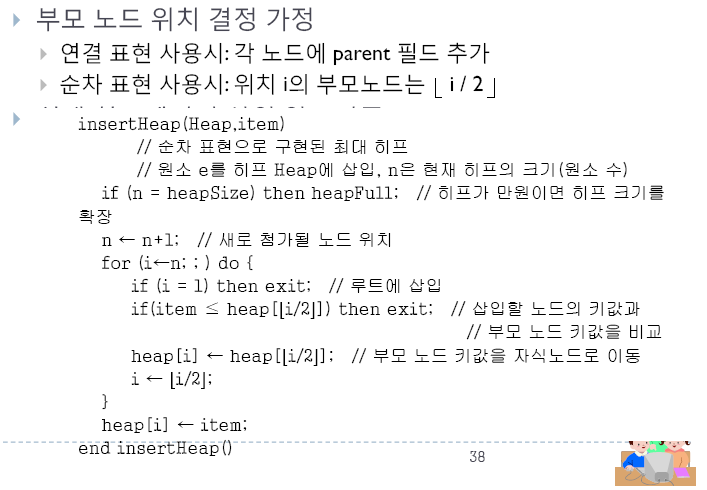 부모 노드 위치 결정 가정
연결 표현 사용시: 각 노드에 parent 필드 추가
순차 표현 사용시: 위치 i의 부모노드는 ⌊ i / 2 ⌋
insertHeap(Heap,item)
// 순차 표현으로 구현된 최대 히프
// 원소 e를 히프 Heap에 삽입, n은 현재 히프의 크기(원소 수)
if (n = heapSize) then heapFull; // 히프가 만원이면 히프 크기를
확장
n ← n+1; // 새로 첨가될 노드 위치
for (i←n; ; ) do {
if (i = 1) then exit; // 루트에 삽입
if(item ≤ heap[⌊i/2⌋]) then exit; // 삽입할 노드의 키값과
// 부모 노드 키값을 비교
heap[i] ← heap[⌊i/2⌋]; // 부모 노드 키값을 자식노드로 이동
i ← ⌊i/2⌋;
}
heap[i] ← item;
end insertHeap()
38